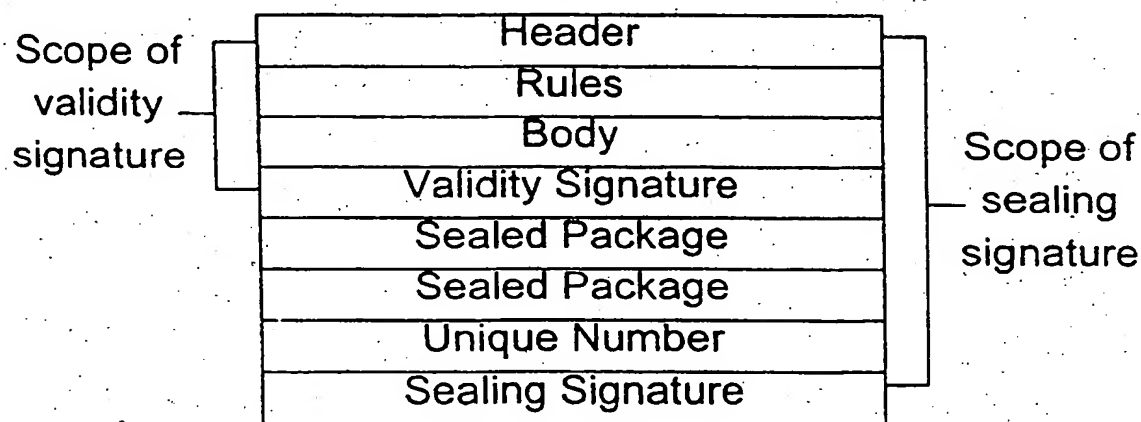 Scope of
validity
signature
Header
Rules
Body
Validity Signature
Sealed Package
Sealed Package
Unique Number
Sealing Signature
Scope of
sealing
signature